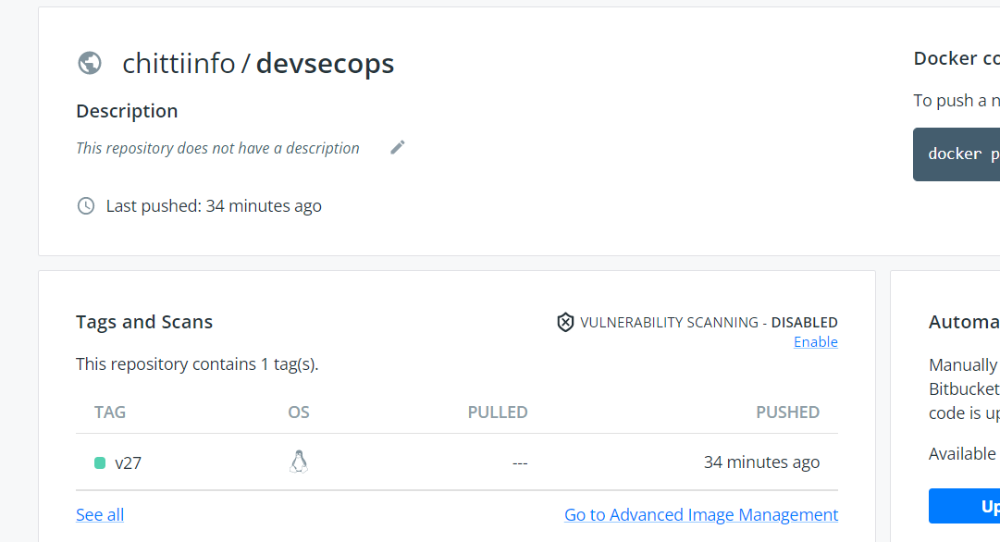 chittiinfo / devsecops
Description
This repository does not have a description
Last pushed: 34 minutes ago
Docker co
To push a n
docker p
Tags and Scans
VULNERABILITY SCANNING - DISABLED
Enable
This repository contains 1 tag(s).
TAG OS PULLED PUSHED
v27 --- 34 minutes ago
See all
Go to Advanced Image Management
Automa
Manually
Bitbucket
code is up
Available
Up